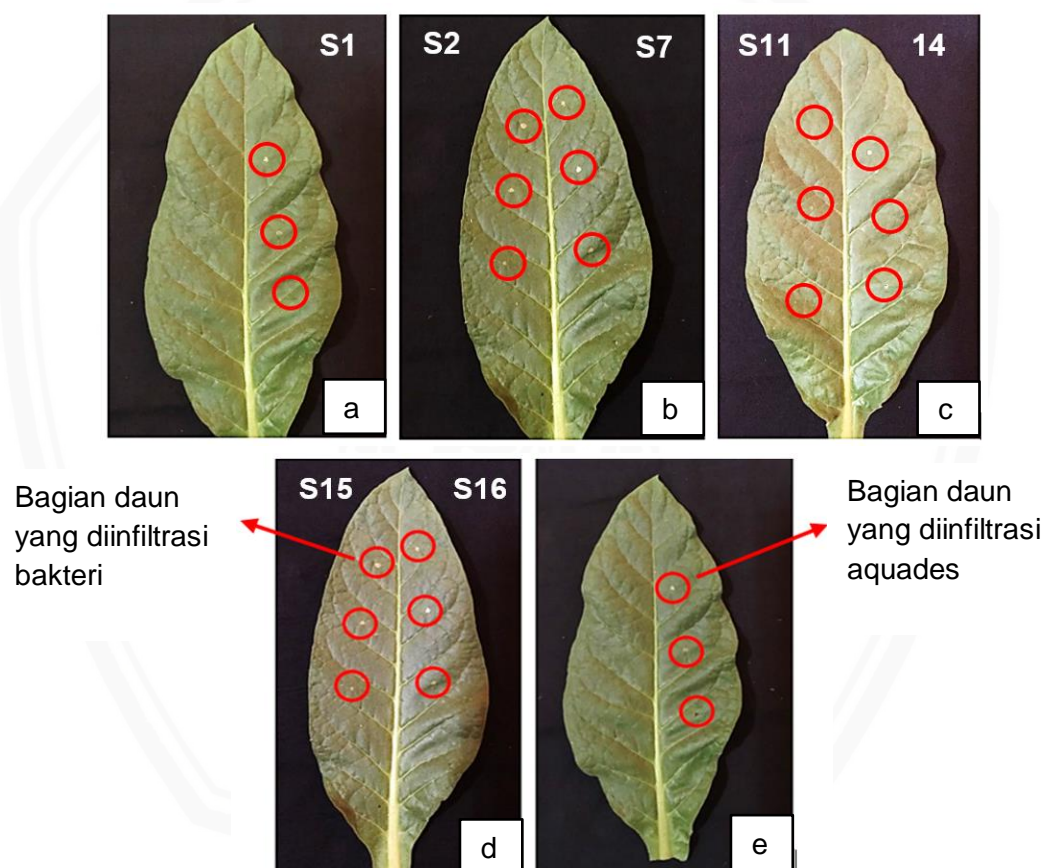 S1
S2 S7
S11 14
a
b
c
Bagian daun
yang diinfiltrasi
bakteri
S15 S16
Bagian daun
yang diinfiltrasi
aquades
d
e